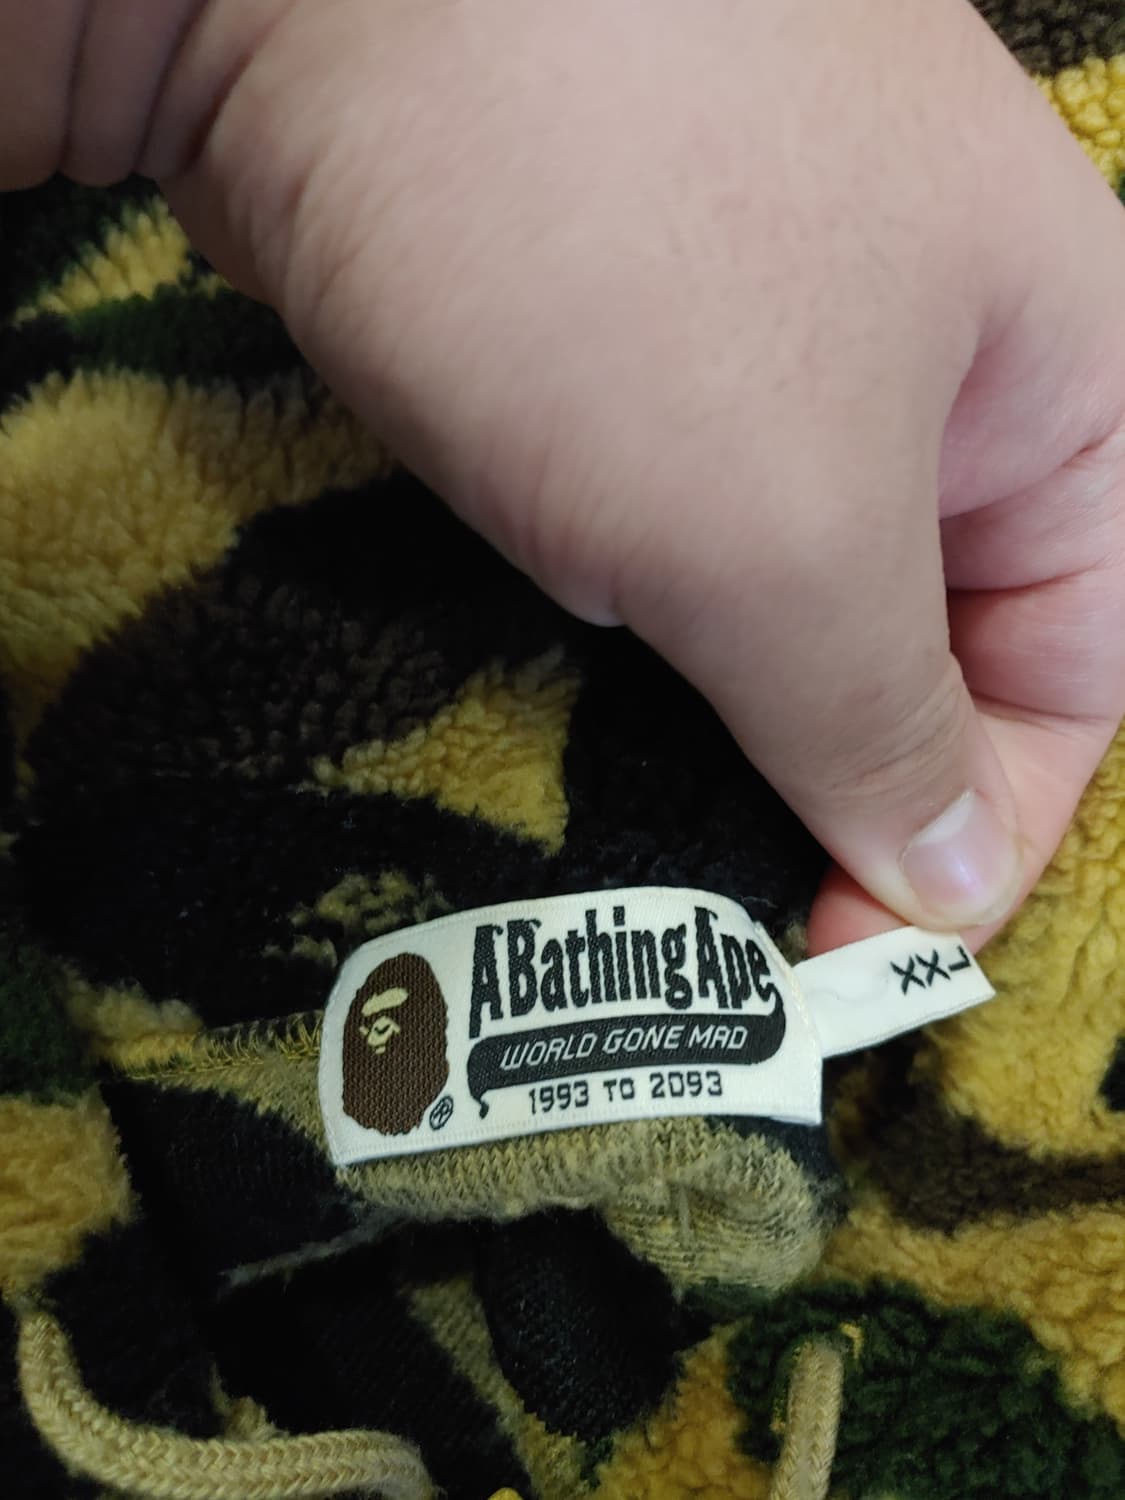 A Bathing Ape
WORLD GONE MAD
1993 TO 2093
®
XXL